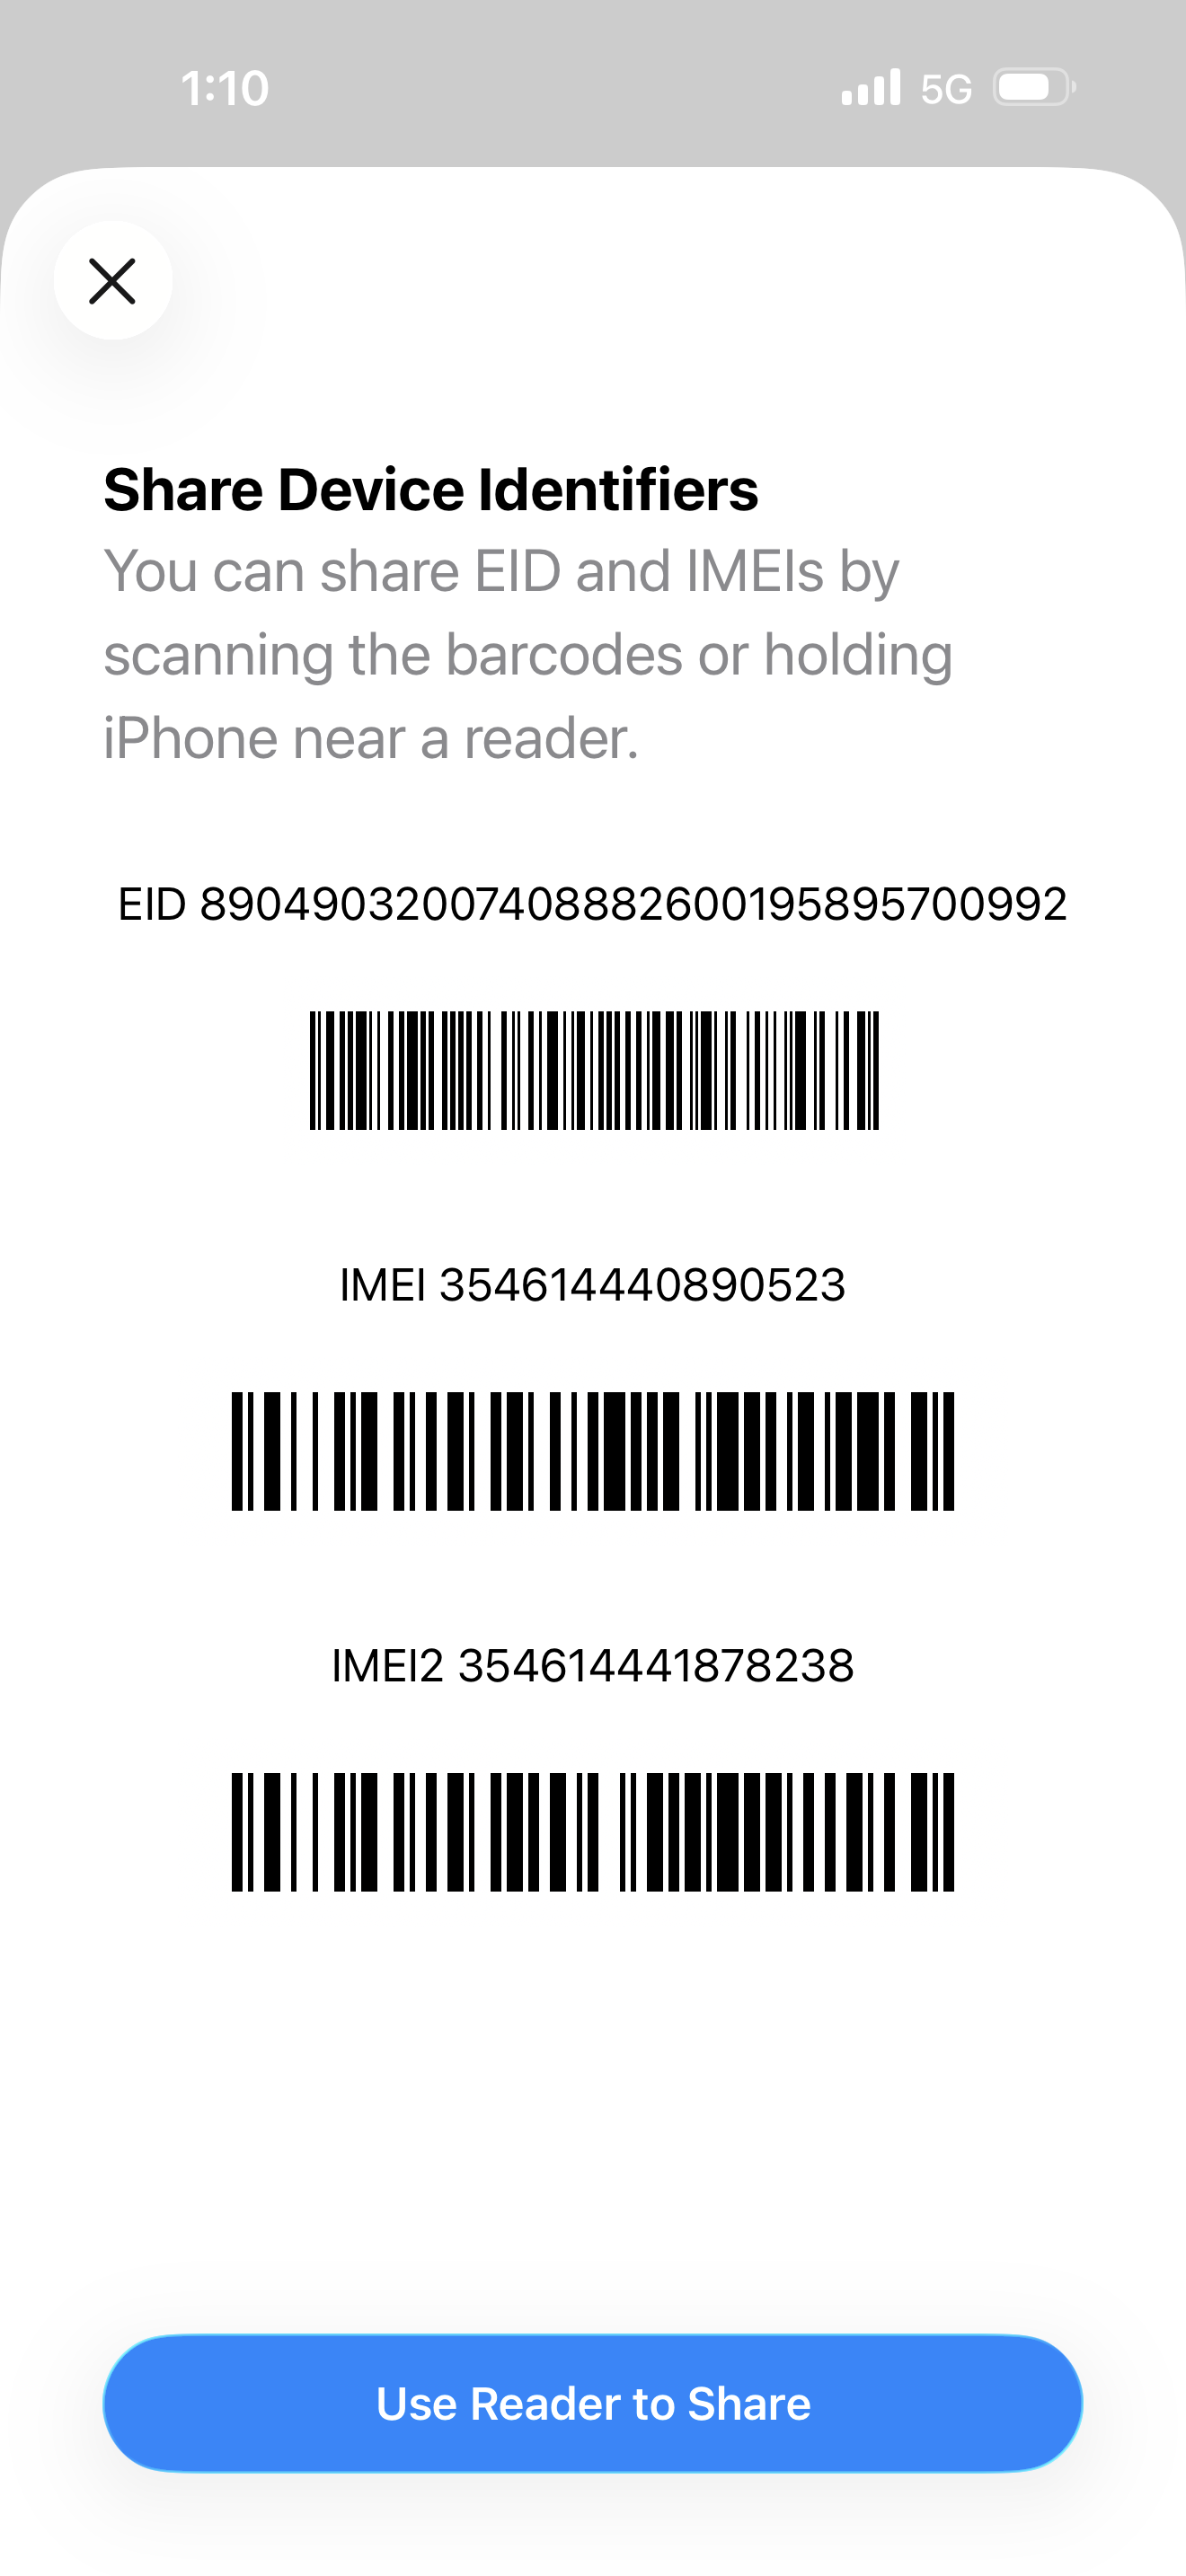 1:10 5G
Share Device Identifiers
You can share EID and IMEIs by
scanning the barcodes or holding
iPhone near a reader.
EID 89049032007408882600195895700992
IMEI 354614440890523
IMEI2 354614441878238
Use Reader to Share